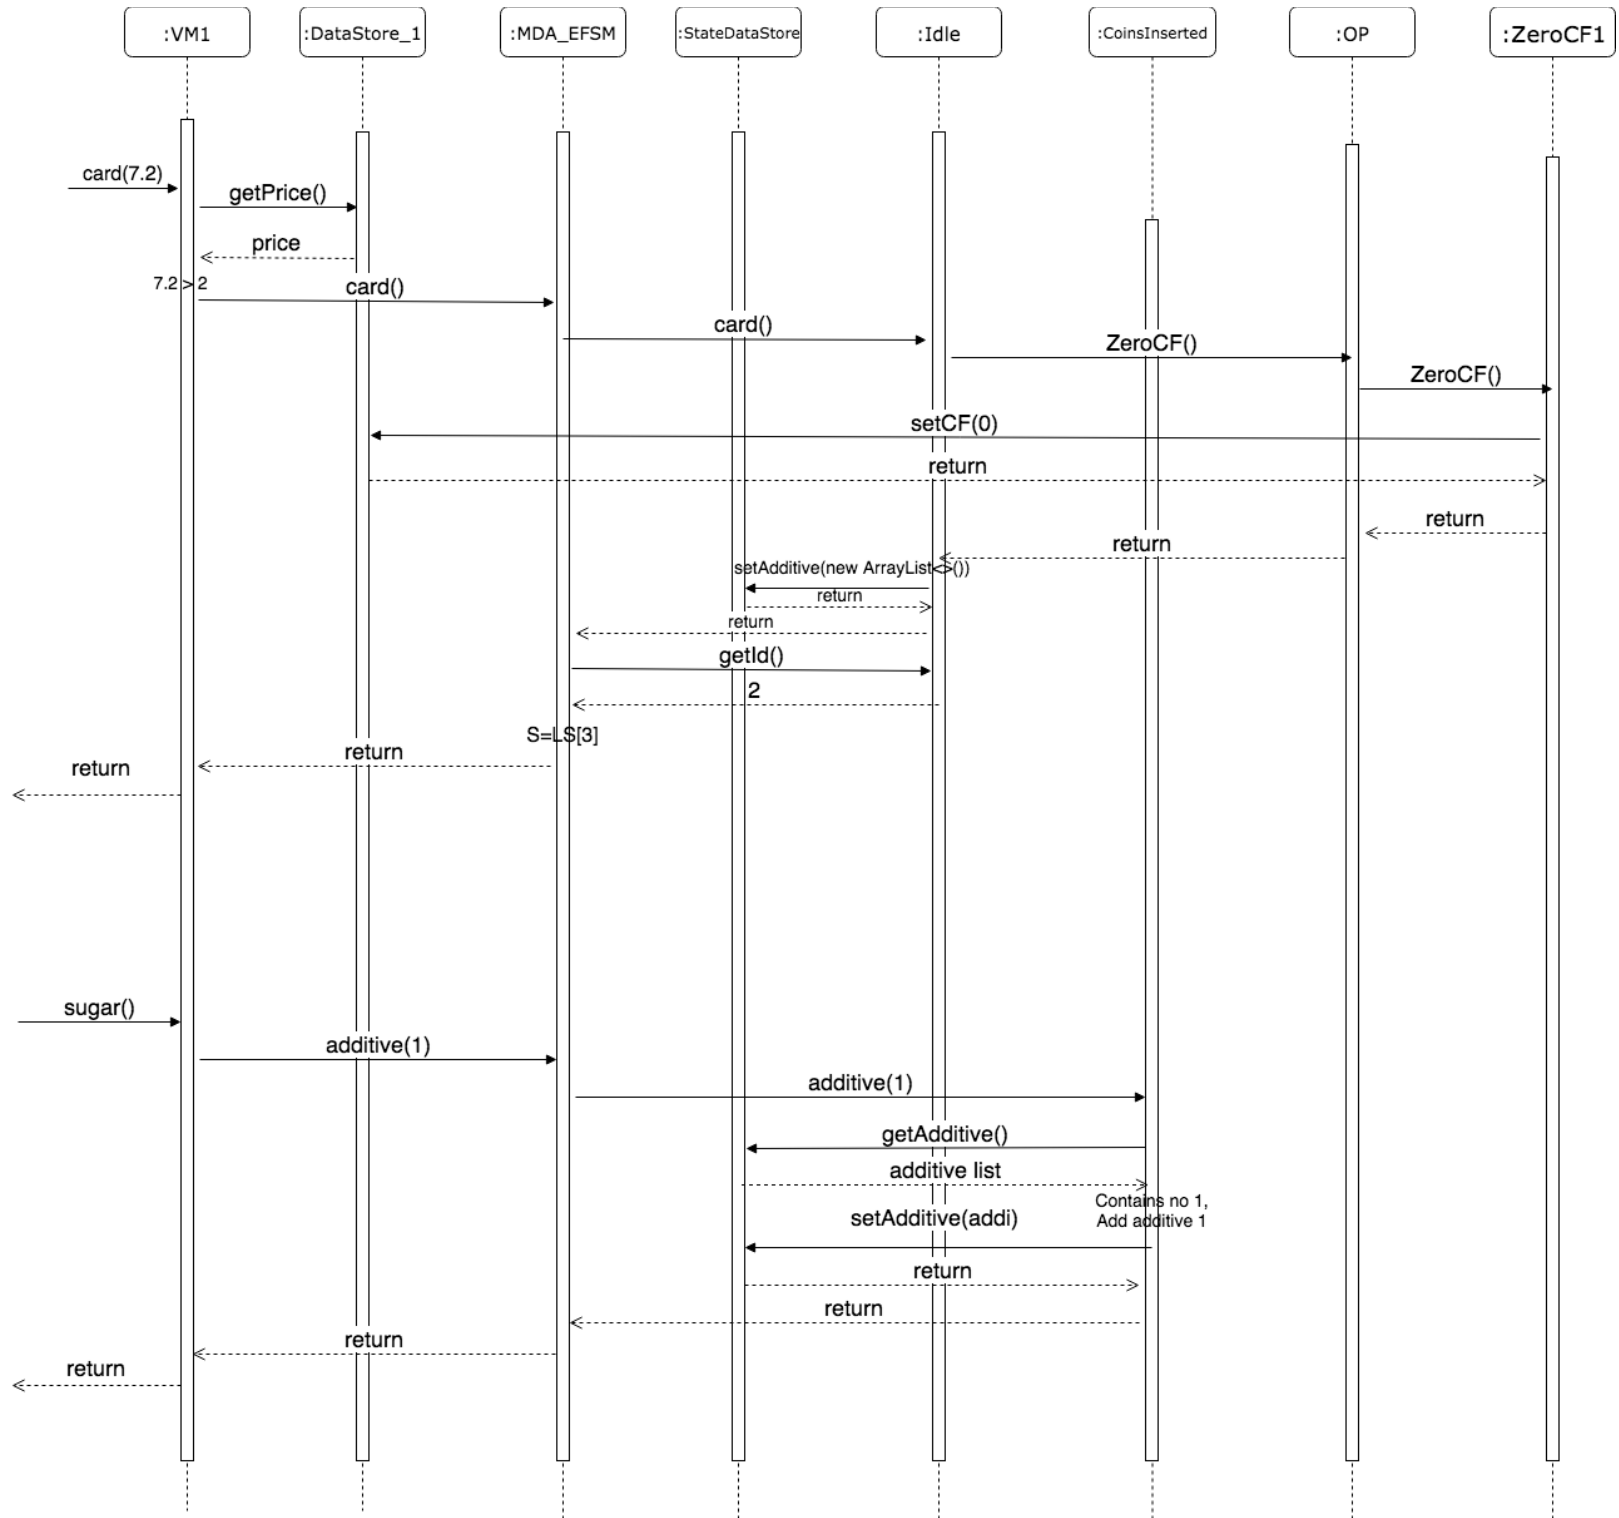 :VM1
:DataStore_1
:MDA_EFSM
:StateDataStore
:Idle
:CoinsInserted
:OP
:ZeroCF1
card(7.2)
getPrice()
price
7.2 > 2
card()
card()
ZeroCF()
ZeroCF()
setCF(0)
return
return
return
setAdditive(new ArrayList<>())
return
return
getId()
2
S=LS[3]
return
return
sugar()
additive(1)
additive(1)
getAdditive()
additive list
Contains no 1,
Add additive 1
setAdditive(addi)
return
return
return
return